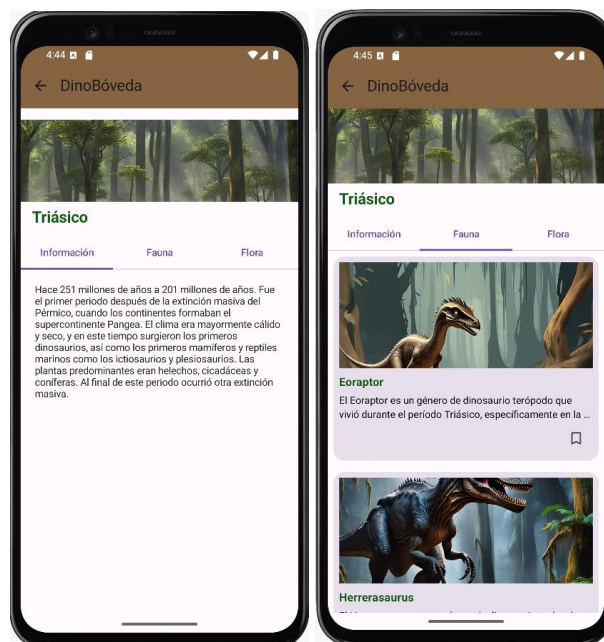 4:44
DinoBóveda
Triásico
Información Fauna Flora
Hace 251 millones de años a 201 millones de años. Fue
el primer periodo después de la extinción masiva del
Pérmico, cuando los continentes formaban el
supercontinente Pangea. El clima era mayormente cálido
y seco, y en este tiempo surgieron los primeros
dinosaurios, así como los primeros mamíferos y reptiles
marinos como los ictiosaurios y plesiosaurios. Las
plantas predominantes eran helechos, cicadáceas y
coníferas. Al final de este periodo ocurrió otra extinción
masiva.
4:45
DinoBóveda
Triásico
Información Fauna Flora
Eoraptor
El Eoraptor es un género de dinosaurio terópodo que
vivió durante el período Triásico, específicamente en la ...
Herrerasaurus